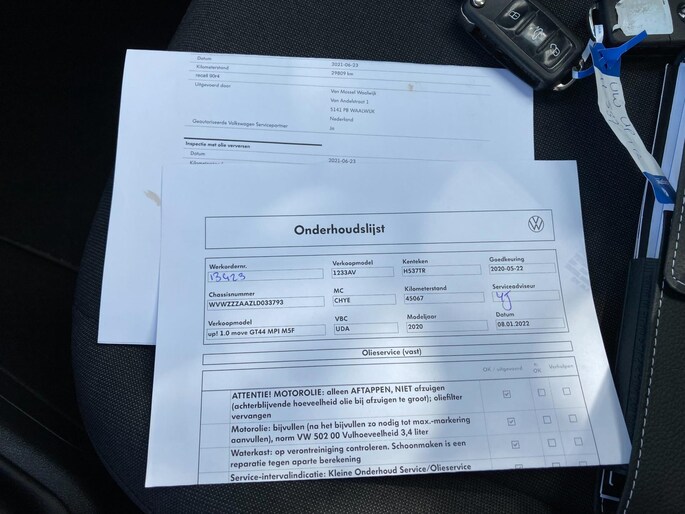 Datum 2021-06-23
Kilometerstand 29809 km
recall 90r4
Uitgevoerd door Van Mossel Waalwijk
Van Andelstraat 1
5141 PB WAALWIJK
Nederland
Geautoriseerde Volkswagen Servicepartner Ja
Inspectie met olie verversen
Datum 2021-06-23
Onderhoudslijst
Werkordernr. Verkoopmodel Kenteken Goedkeuring
13423 1233AV H537TR 2020-05-22
Chassisnummer MC Kilometerstand Serviceadviseur
WVWZZZAAZLD033793 CHYE 45067 YJ
Verkoopmodel VBC Modeljaar Datum
up! 1.0 move GT44 MPI M5F UDA 2020 08.01.2022
Olieservice (vast)
OK / uitgevoerd
ATTENTIE! MOTOROLIE: alleen AFTAPPEN, NIET afzuigen
(achterblijvende hoeveelheid olie bij afzuigen te groot); oliefilter
vervangen
Motorolie: bijvullen (na het bijvullen zo nodig tot max.-markering
aanvullen), norm VW 502 00 Vulhoeveelheid 3,4 liter
Waterkast: op verontreiniging controleren. Schoonmaken is een
reparatie tegen aparte berekening
Service-intervalindicatie: Kleine Onderhoud Service/Olieservice